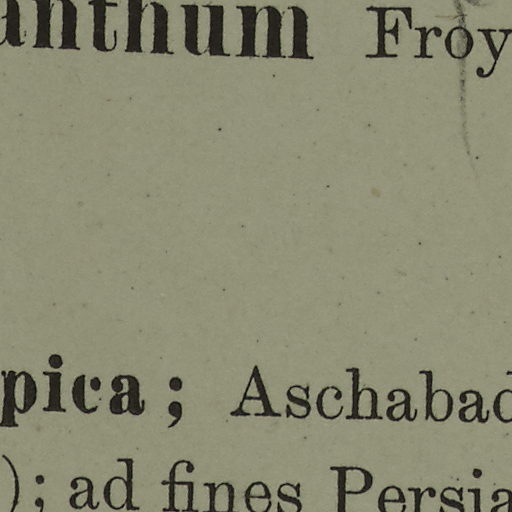 anthum Froy
pica; Aschabad
); ad fines Persia